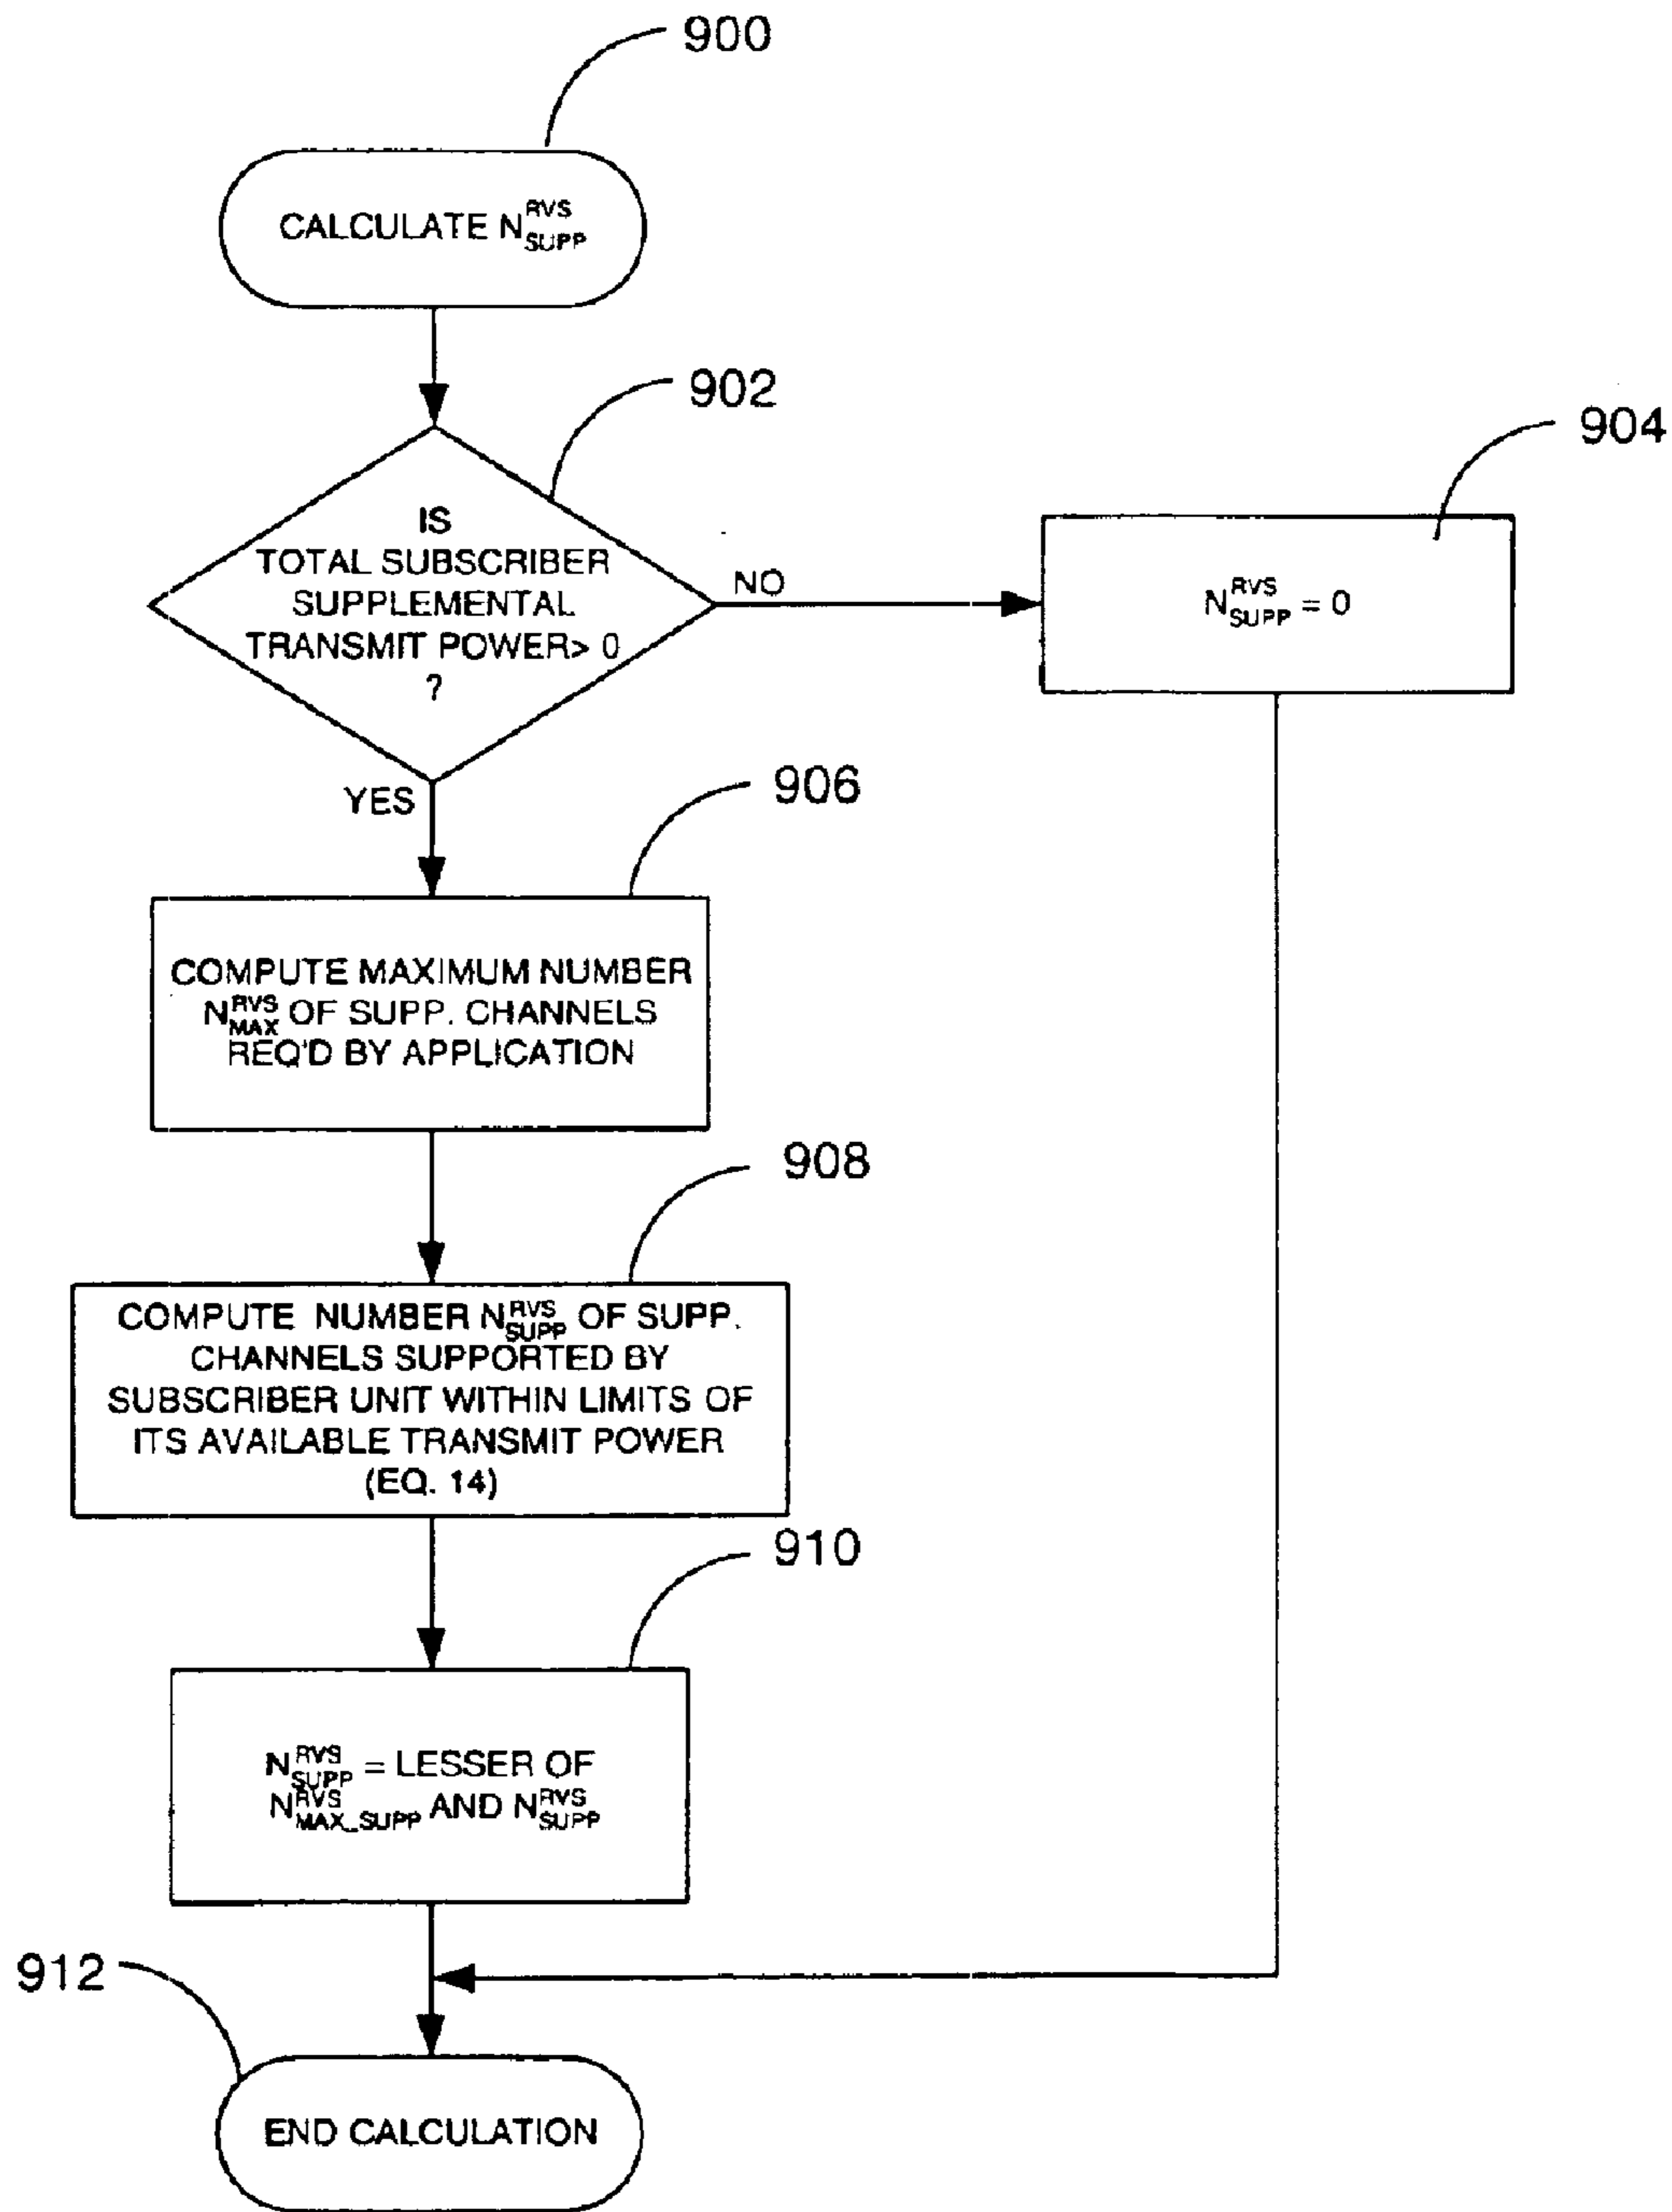 900
CALCULATE N^RVS_SUPP
902
IS
TOTAL SUBSCRIBER
SUPPLEMENTAL
TRANSMIT POWER> 0
?
NO
904
N^RVS_SUPP = 0
YES
906
COMPUTE MAXIMUM NUMBER
N^RVS_MAX OF SUPP. CHANNELS
REQ'D BY APPLICATION
908
COMPUTE NUMBER N^RVS_SUPP OF SUPP.
CHANNELS SUPPORTED BY
SUBSCRIBER UNIT WITHIN LIMITS OF
ITS AVAILABLE TRANSMIT POWER
(EQ. 14)
910
N^RVS_SUPP = LESSER OF
N^RVS_MAX_SUPP AND N^RVS_SUPP
912
END CALCULATION